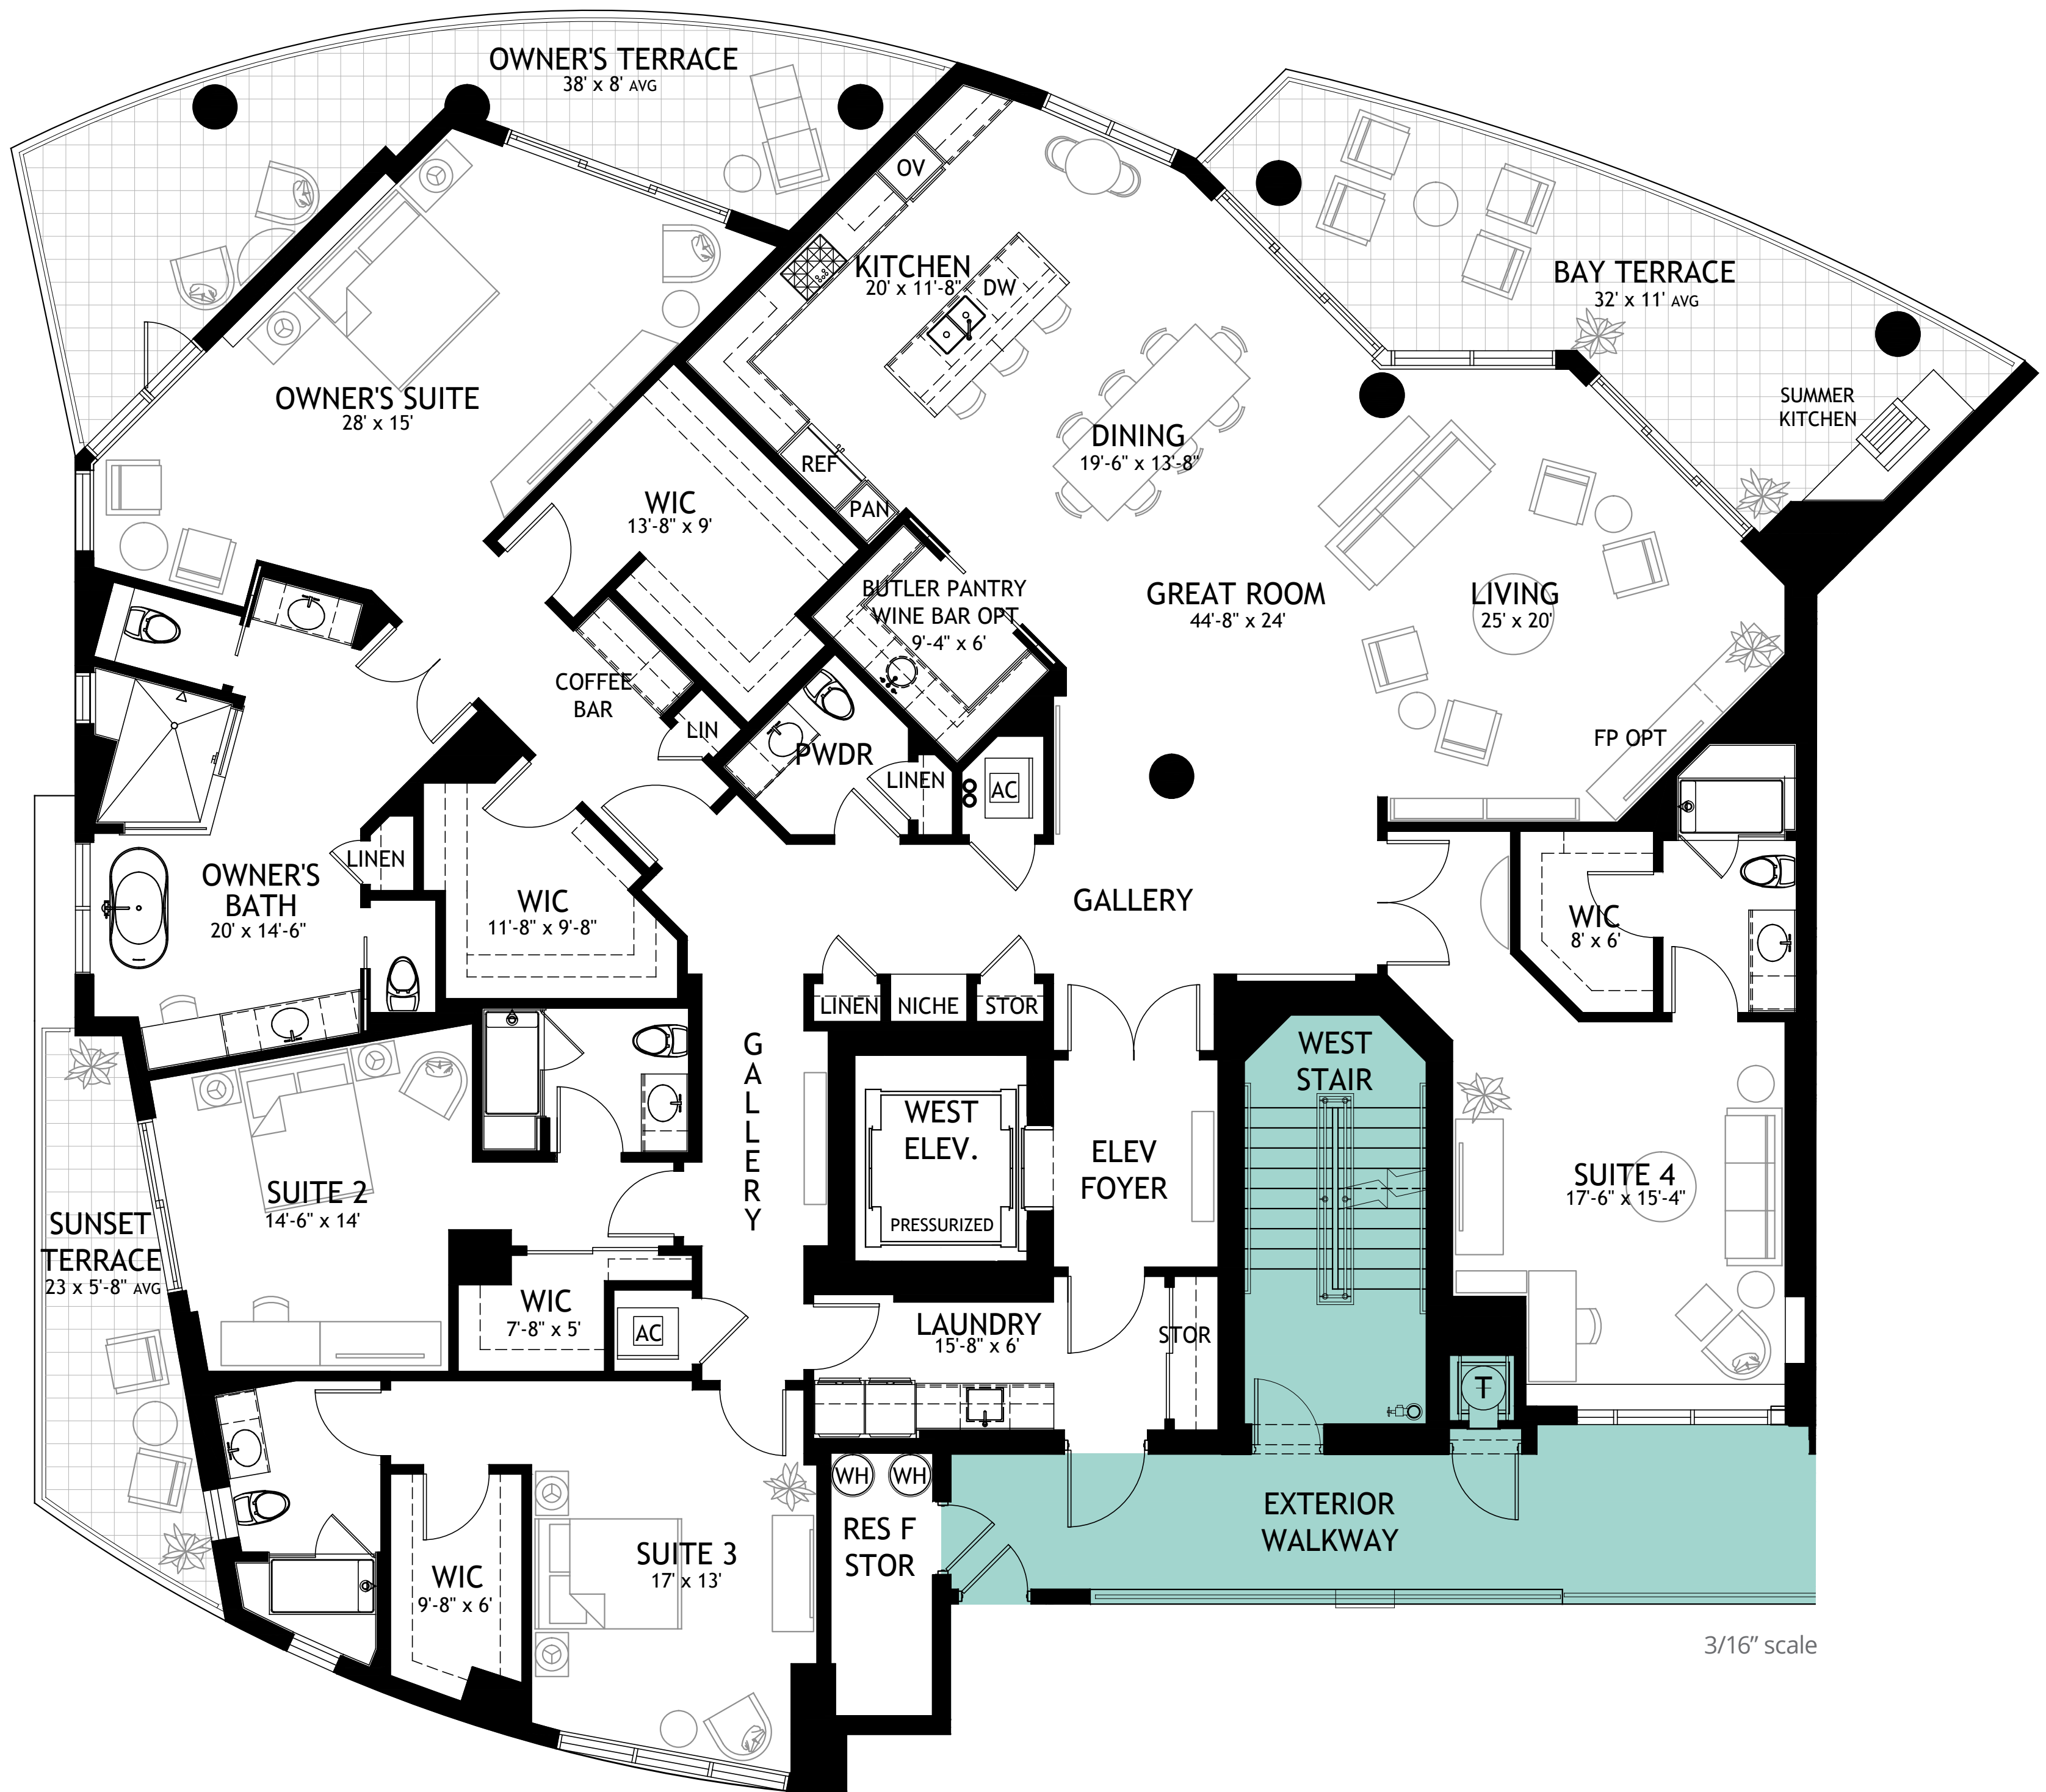 OWNER'S TERRACE
38' x 8' AVG
OV
KITCHEN
20' x 11'-8"
DW
BAY TERRACE
32' x 11' AVG
SUMMER
KITCHEN
OWNER'S SUITE
28' x 15'
DINING
19'-6" x 13'-8"
REF
PAN
WIC
13'-8" x 9'
BUTLER PANTRY
WINE BAR OPT
9'-4" x 6'
GREAT ROOM
44'-8" x 24'
LIVING
25' x 20'
COFFEE
BAR
LIN
PWDR
LINEN
AC
FP OPT
LINEN
OWNER'S
BATH
20' x 14'-6"
WIC
11'-8" x 9'-8"
GALLERY
WIC
8' x 6'
LINEN
NICHE
STOR
GALLERY
WEST
STAIR
WEST
ELEV.
PRESSURIZED
ELEV
FOYER
SUITE 4
17'-6" x 15'-4"
SUITE 2
14'-6" x 14'
SUNSET
TERRACE
23 x 5'-8" AVG
WIC
7'-8" x 5'
AC
LAUNDRY
15'-8" x 6'
STOR
T
WH
WH
EXTERIOR
WALKWAY
RES F
STOR
SUITE 3
17' x 13'
WIC
9'-8" x 6'
3/16” scale